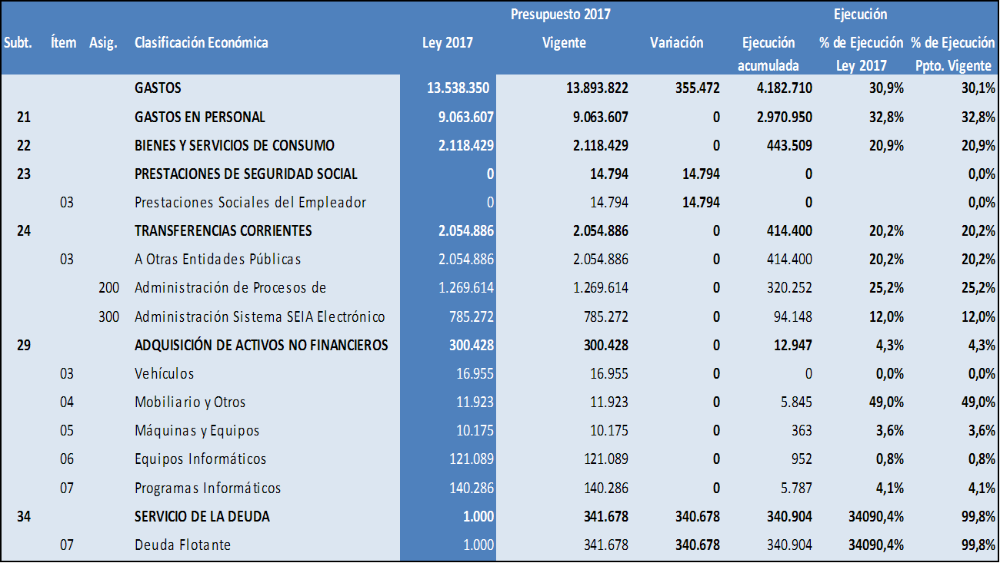 Presupuesto 2017 Ejecución
Subt. Ítem Asig. Clasificación Económica Ley 2017 Vigente Variación Ejecución acumulada % de Ejecución Ley 2017 % de Ejecución Ppto. Vigente
GASTOS 13.538.350 13.893.822 355.472 4.182.710 30,9% 30,1%
21 GASTOS EN PERSONAL 9.063.607 9.063.607 0 2.970.950 32,8% 32,8%
22 BIENES Y SERVICIOS DE CONSUMO 2.118.429 2.118.429 0 443.509 20,9% 20,9%
23 PRESTACIONES DE SEGURIDAD SOCIAL 0 14.794 14.794 0 0,0%
03 Prestaciones Sociales del Empleador 0 14.794 14.794 0 0,0%
24 TRANSFERENCIAS CORRIENTES 2.054.886 2.054.886 0 414.400 20,2% 20,2%
03 A Otras Entidades Públicas 2.054.886 2.054.886 0 414.400 20,2% 20,2%
200 Administración de Procesos de 1.269.614 1.269.614 0 320.252 25,2% 25,2%
300 Administración Sistema SEIA Electrónico 785.272 785.272 0 94.148 12,0% 12,0%
29 ADQUISICIÓN DE ACTIVOS NO FINANCIEROS 300.428 300.428 0 12.947 4,3% 4,3%
03 Vehículos 16.955 16.955 0 0 0,0% 0,0%
04 Mobiliario y Otros 11.923 11.923 0 5.845 49,0% 49,0%
05 Máquinas y Equipos 10.175 10.175 0 363 3,6% 3,6%
06 Equipos Informáticos 121.089 121.089 0 952 0,8% 0,8%
07 Programas Informáticos 140.286 140.286 0 5.787 4,1% 4,1%
34 SERVICIO DE LA DEUDA 1.000 341.678 340.678 340.904 34090,4% 99,8%
07 Deuda Flotante 1.000 341.678 340.678 340.904 34090,4% 99,8%